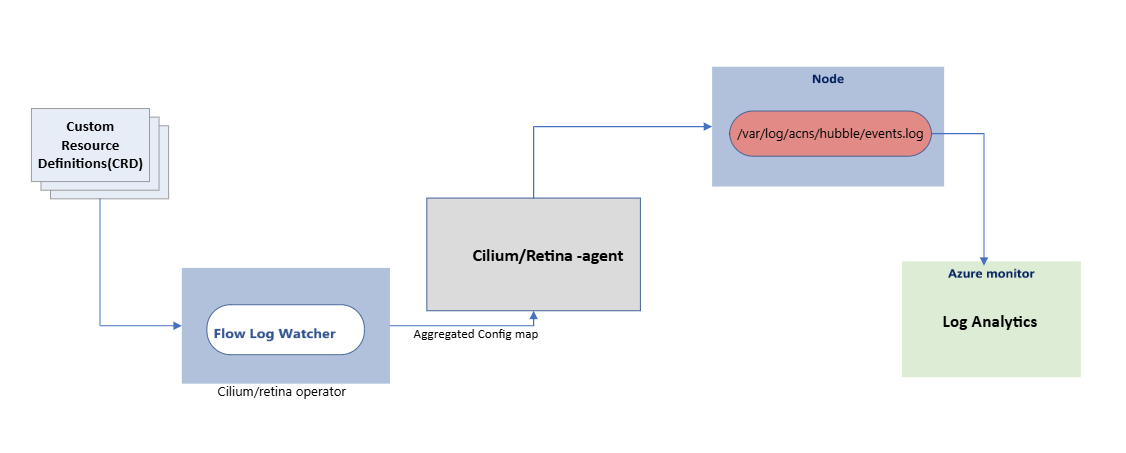 Custom
Resource
Definitions(CRD)
Flow Log Watcher
Cilium/retina operator
Aggregated Config map
Cilium/Retina -agent
Node
/var/log/acns/hubble/events.log
Azure monitor
Log Analytics